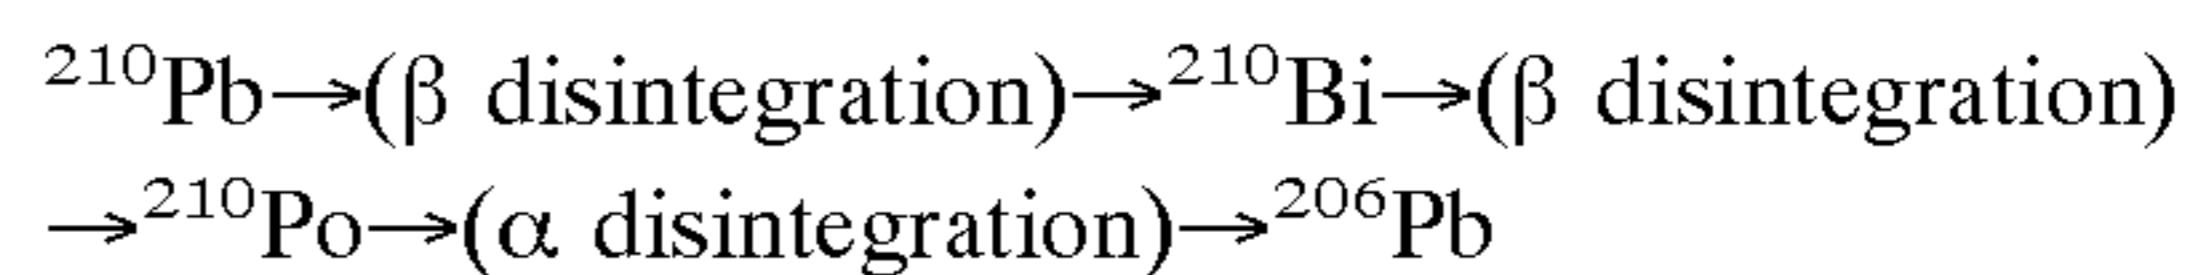 ²¹⁰Pb→(β disintegration)→²¹⁰Bi→(β disintegration)
→²¹⁰Po→(α disintegration)→²⁰⁶Pb